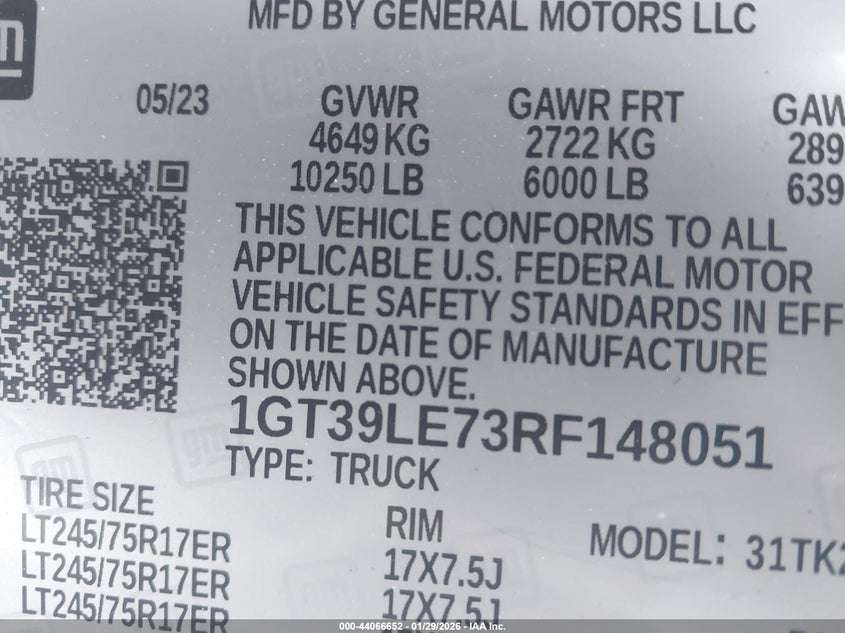 gm
MFD BY GENERAL MOTORS LLC
05/23 GVWR GAWR FRT GAW
4649 KG 2722 KG 289
10250 LB 6000 LB 639
THIS VEHICLE CONFORMS TO ALL
APPLICABLE U.S. FEDERAL MOTOR
VEHICLE SAFETY STANDARDS IN EFF
ON THE DATE OF MANUFACTURE
SHOWN ABOVE.
1GT39LE73RF148051
TYPE: TRUCK
TIRE SIZE RIM MODEL: 31TK2
LT245/75R17ER 17X7.5J
LT245/75R17ER 17X7.5J
LT245/75R17ER
000-44066652 - 01/29/2026 - IAA Inc.